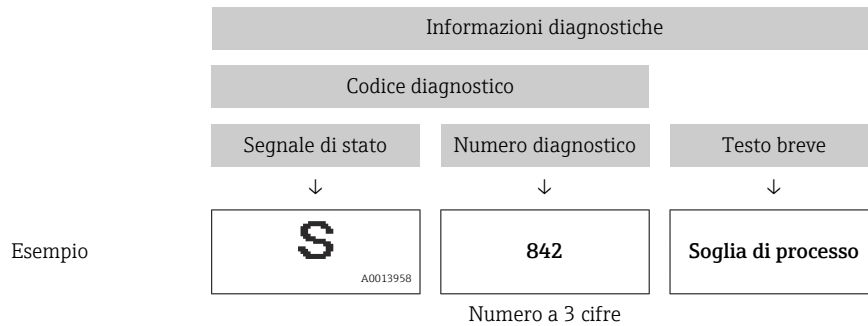 Informazioni diagnostiche
Codice diagnostico
Segnale di stato Numero diagnostico Testo breve
↓ ↓ ↓
Esempio S 842 Soglia di processo
A0013958
Numero a 3 cifre